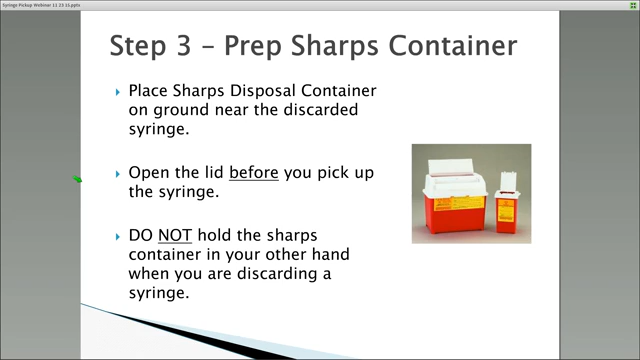 Syringe Pickup Webinar 11 23 15.pptx
Step 3 – Prep Sharps Container
Place Sharps Disposal Container
on ground near the discarded
syringe.
Open the lid before you pick up
the syringe.
DO NOT hold the sharps
container in your other hand
when you are discarding a
syringe.